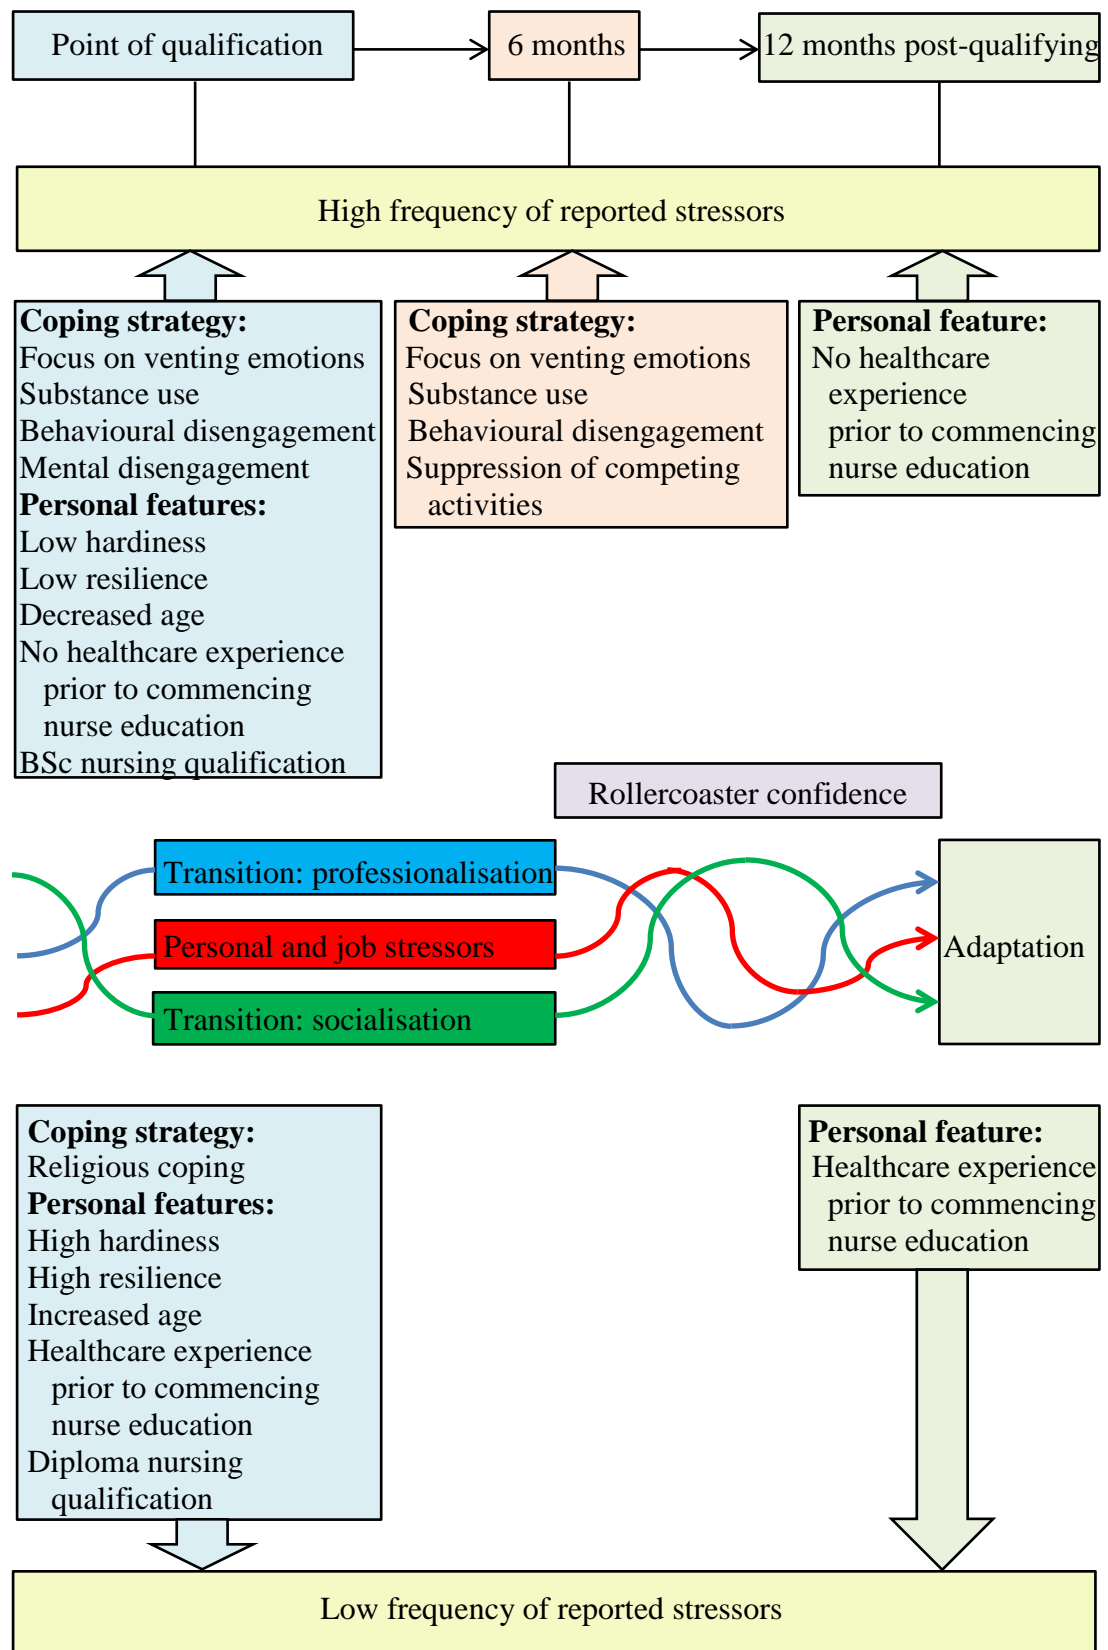 Point of qualification
6 months
12 months post-qualifying
High frequency of reported stressors
Coping strategy:
Focus on venting emotions
Substance use
Behavioural disengagement
Mental disengagement
Personal features:
Low hardiness
Low resilience
Decreased age
No healthcare experience
prior to commencing
nurse education
BSc nursing qualification
Coping strategy:
Focus on venting emotions
Substance use
Behavioural disengagement
Suppression of competing
activities
Personal feature:
No healthcare
experience
prior to commencing
nurse education
Rollercoaster confidence
Transition: professionalisation
Personal and job stressors
Transition: socialisation
Adaptation
Coping strategy:
Religious coping
Personal features:
High hardiness
High resilience
Increased age
Healthcare experience
prior to commencing
nurse education
Diploma nursing
qualification
Personal feature:
Healthcare experience
prior to commencing
nurse education
Low frequency of reported stressors